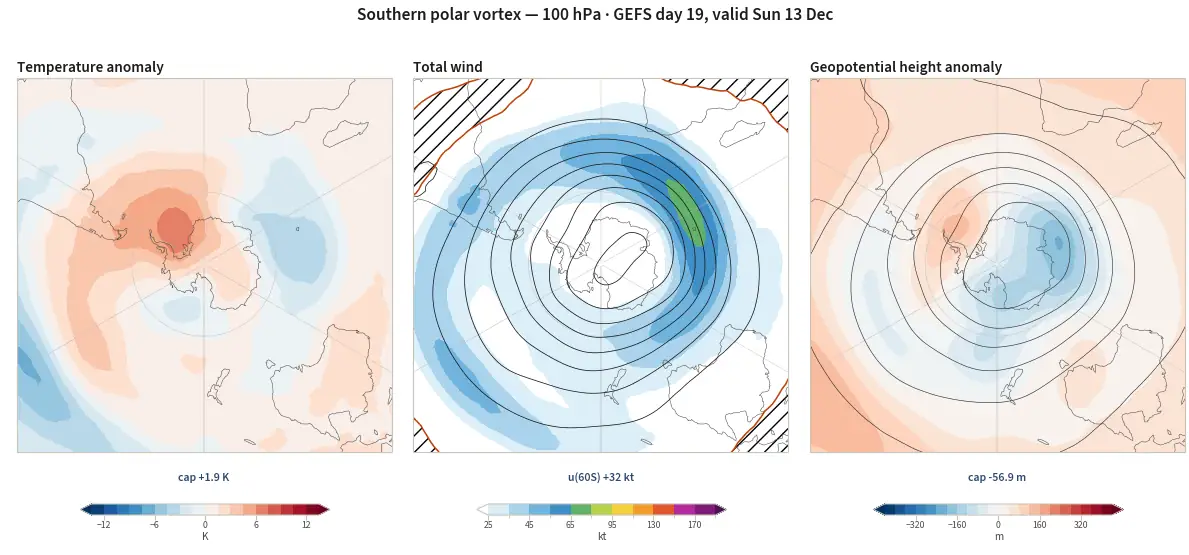 Southern polar vortex — 100 hPa · GEFS day 19, valid Sun 13 Dec
Temperature anomaly
Total wind
Geopotential height anomaly
cap +1.9 K
u(60S) +32 kt
cap -56.9 m
−12 −6 0 6 12
K
25 45 65 95 130 170
kt
−320 −160 0 160 320
m